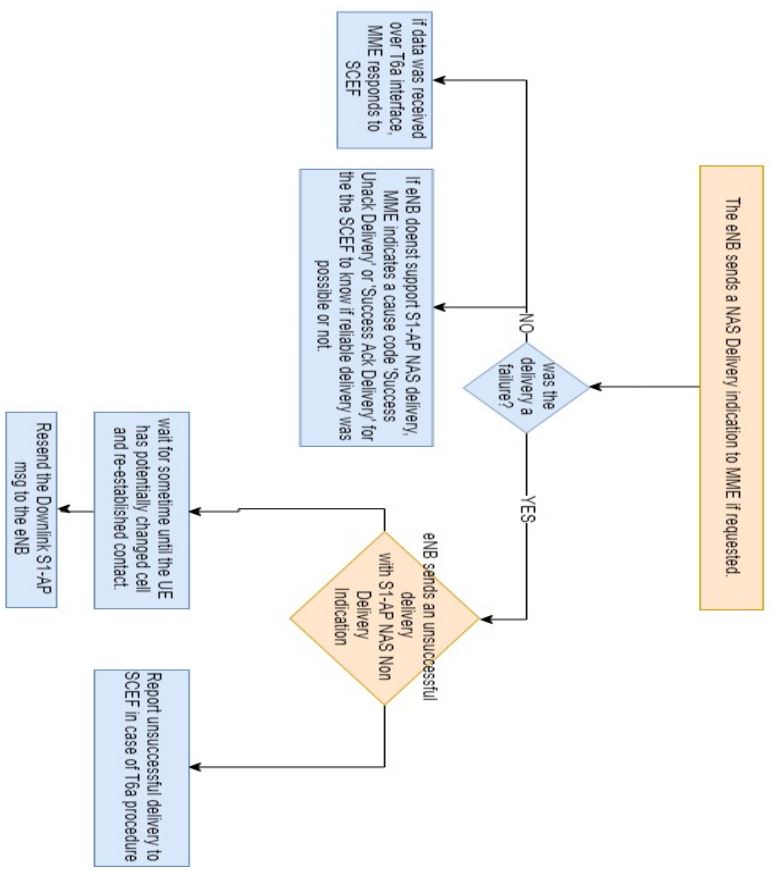 The eNB sends a NAS Delivery indication to MME if requested.
was the
delivery a
failure?
NO
YES
if data was received
over T6a interface,
MME responds to
SCEF
If eNB doenst support S1-AP NAS delivery,
MME indicates a cause code 'Success
Unack Delivery' or 'Success Ack Delivery' for
the the SCEF to know if reliable delivery was
possible or not.
eNB sends an unsuccessful
delivery
with S1-AP NAS Non
Delivery
Indication
wait for sometime until the UE
has potentially changed cell
and re-established contact.
Resend the Downlink S1-AP
msg to the eNB
Report unsuccessful delivery to
SCEF in case of T6a procedure